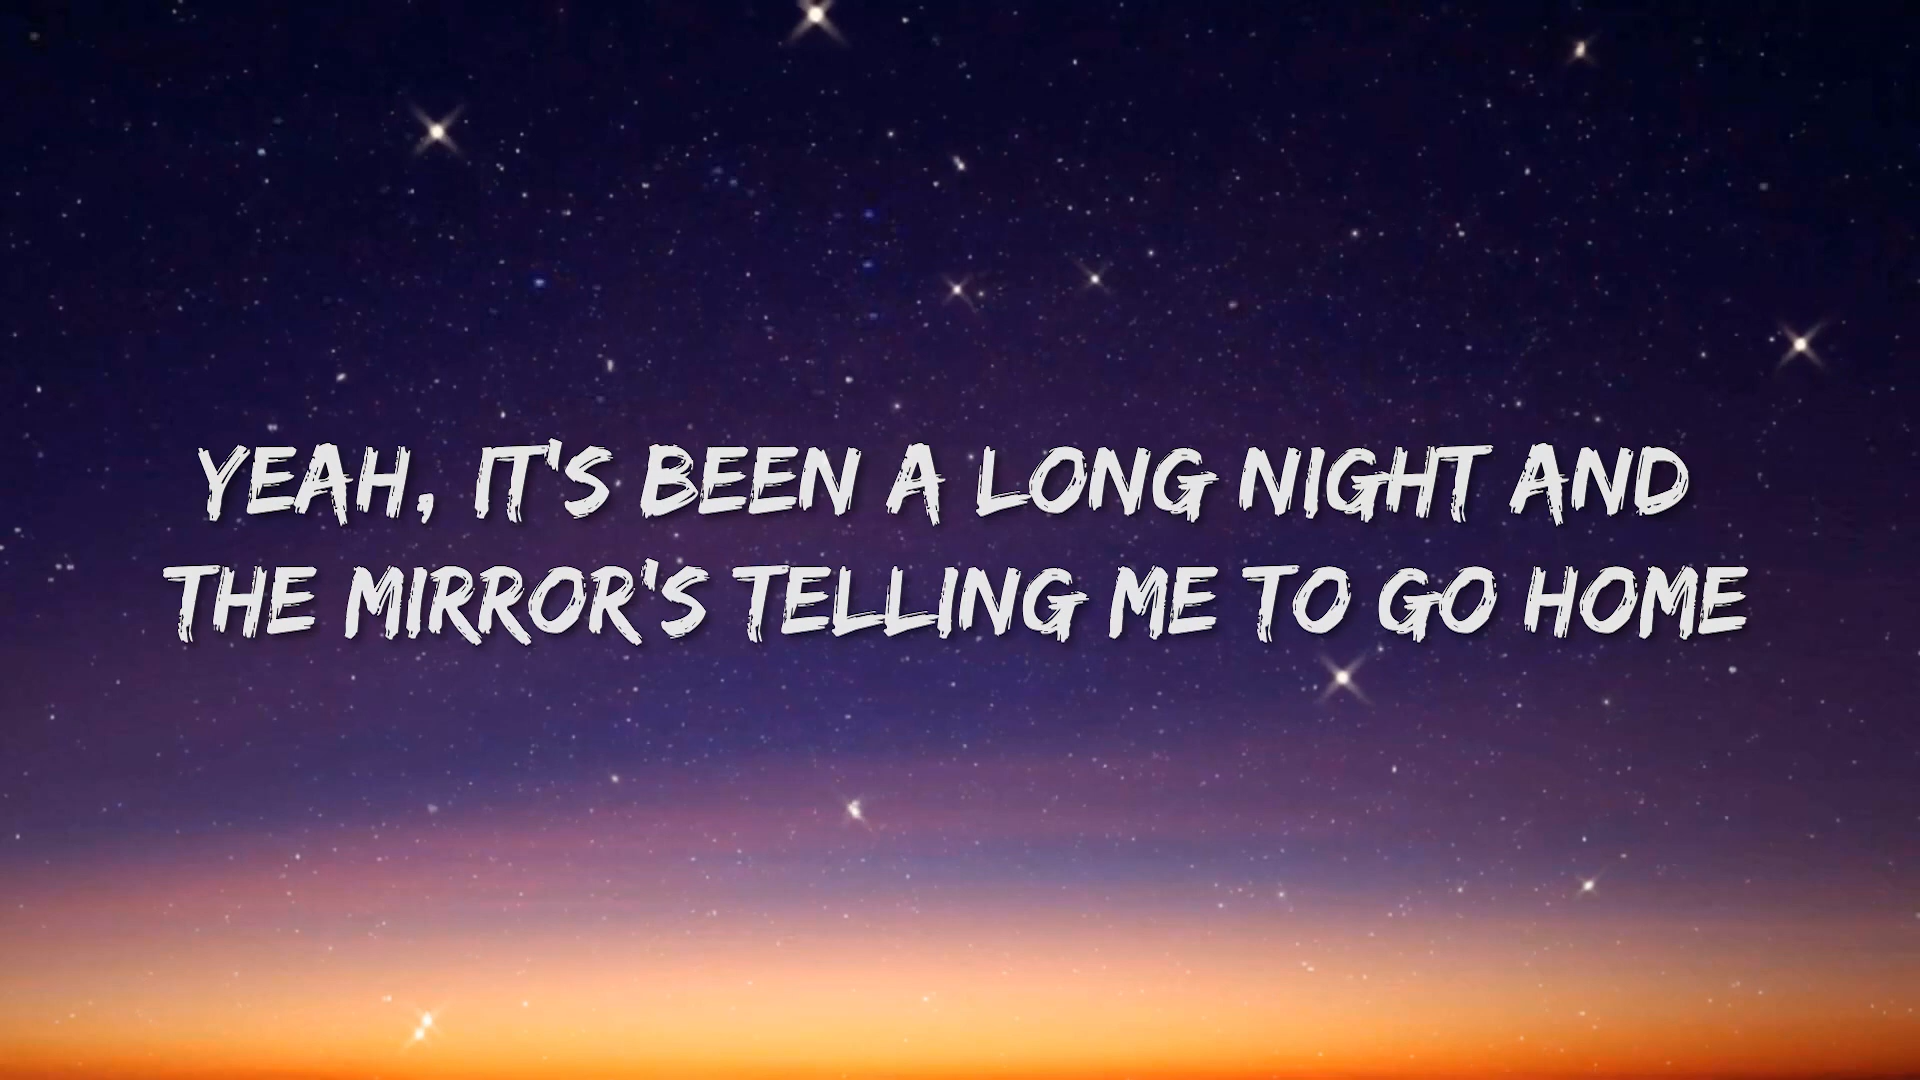 YEAH, IT'S BEEN A LONG NIGHT AND
THE MIRROR'S TELLING ME TO GO HOME